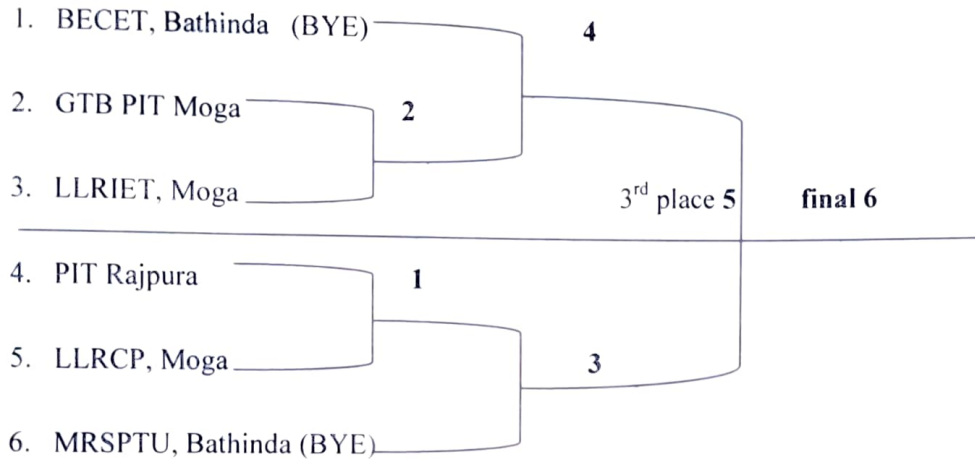 1. BECET, Bathinda (BYE)
4
2. GTB PIT Moga
2
3. LLRIET, Moga
3rd place 5 final 6
4. PIT Rajpura
1
5. LLRCP, Moga
3
6. MRSPTU, Bathinda (BYE)